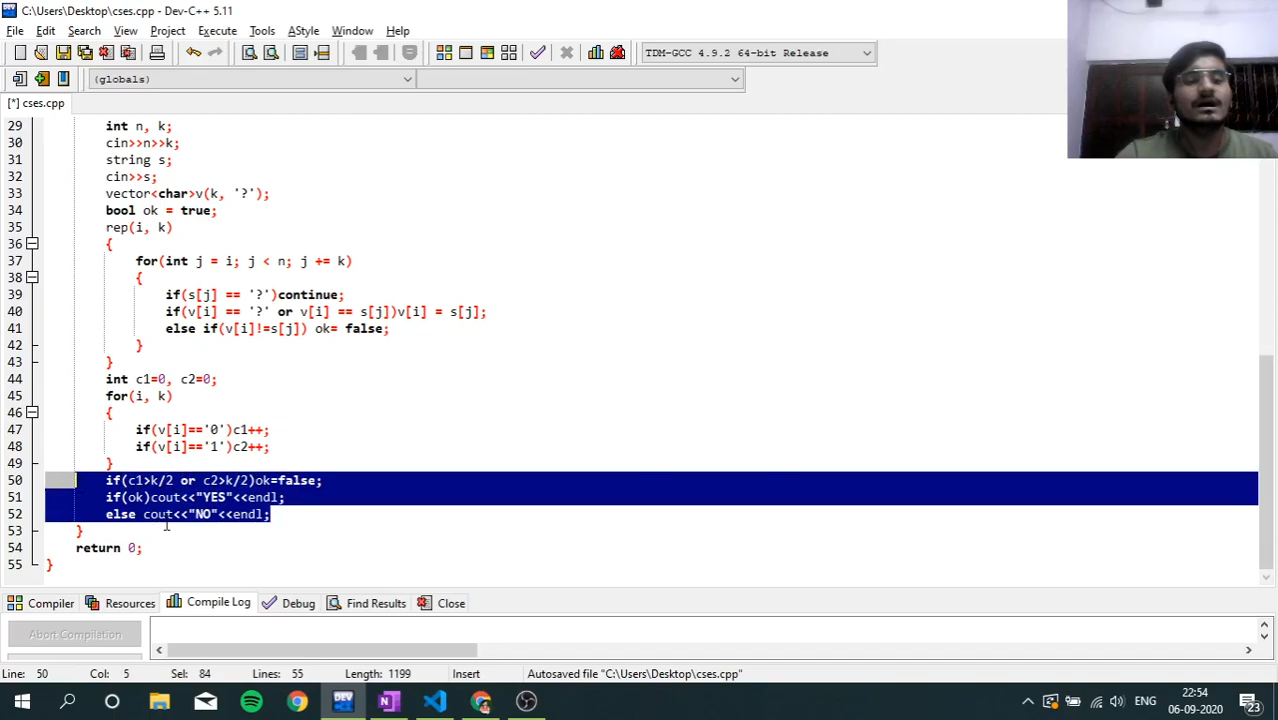 C:\Users\Desktop\cses.cpp - Dev-C++ 5.11
File Edit Search View Project Execute Tools AStyle Window Help
TDM-GCC 4.9.2 64-bit Release
(globals)
[*] cses.cpp
29 int n, k;
30 cin>>n>>k;
31 string s;
32 cin>>s;
33 vector<char>v(k, '?');
34 bool ok = true;
35 rep(i, k)
36 {
37 for(int j = i; j < n; j += k)
38 {
39 if(s[j] == '?')continue;
40 if(v[i] == '?' or v[i] == s[j])v[i] = s[j];
41 else if(v[i]!=s[j]) ok= false;
42 }
43 }
44 int c1=0, c2=0;
45 for(i, k)
46 {
47 if(v[i]=='0')c1++;
48 if(v[i]=='1')c2++;
49 }
50 if(c1>k/2 or c2>k/2)ok=false;
51 if(ok)cout<<"YES"<<endl;
52 else cout<<"NO"<<endl;
53 }
54 return 0;
55 }
Compiler Resources Compile Log Debug Find Results Close
Abort Compilation
Line: 50 Col: 5 Sel: 84 Lines: 55 Length: 1199 Insert Autosaved file "C:\Users\Desktop\cses.cpp"
ENG 22:54
06-09-2020 23